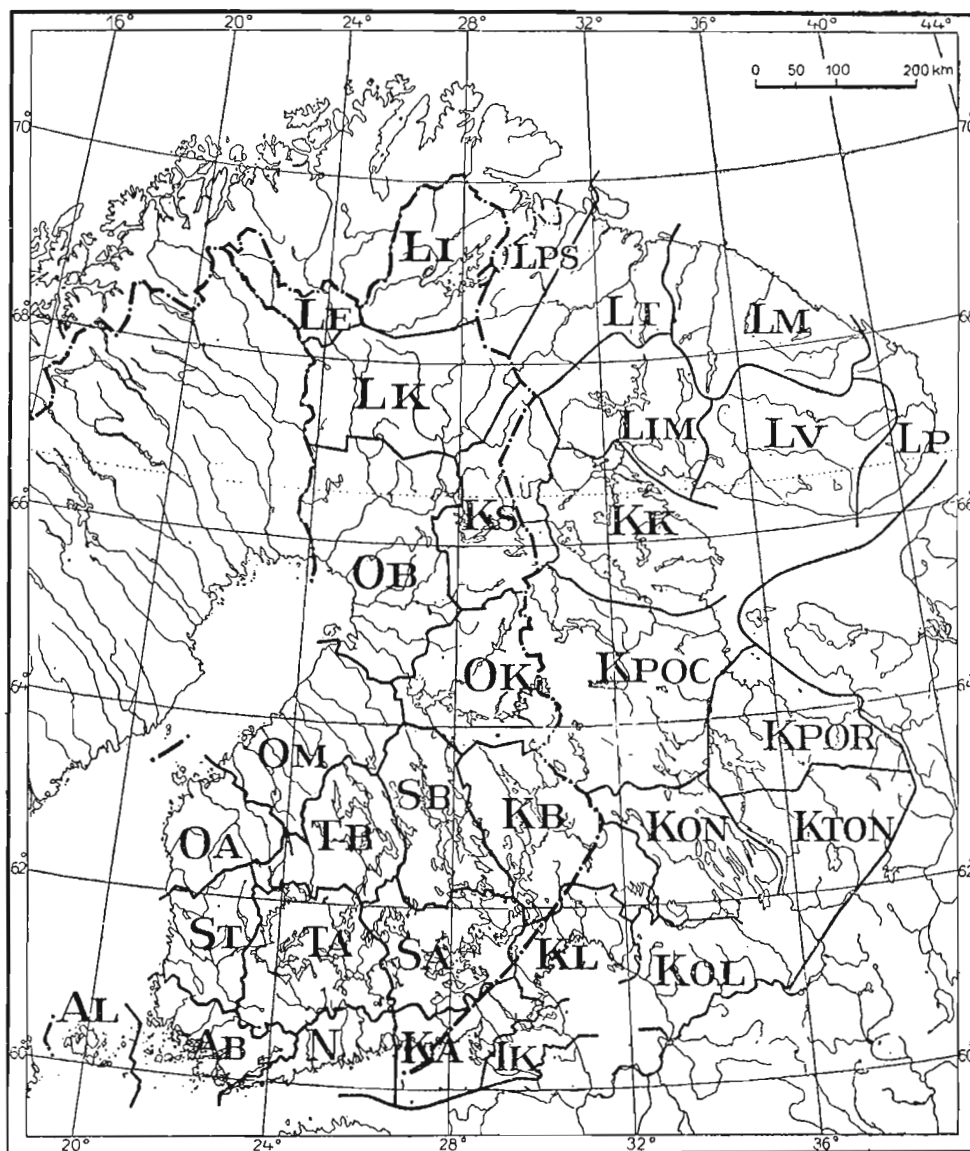 16° 20° 24° 28° 32° 36° 40° 44°
0 50 100 200 km
70° 70°
LI LPS
68° LE LT LM 68
LK LIM LV LP
66° KS KK 66°
OB
64° OK KPOC 64°
KPOR
OM SB
OA TB KB KON KTON
62° 62
ST TA SA KL KOL
AL
60° AB N KA IK 60°
20° 24° 28° 32° 36°